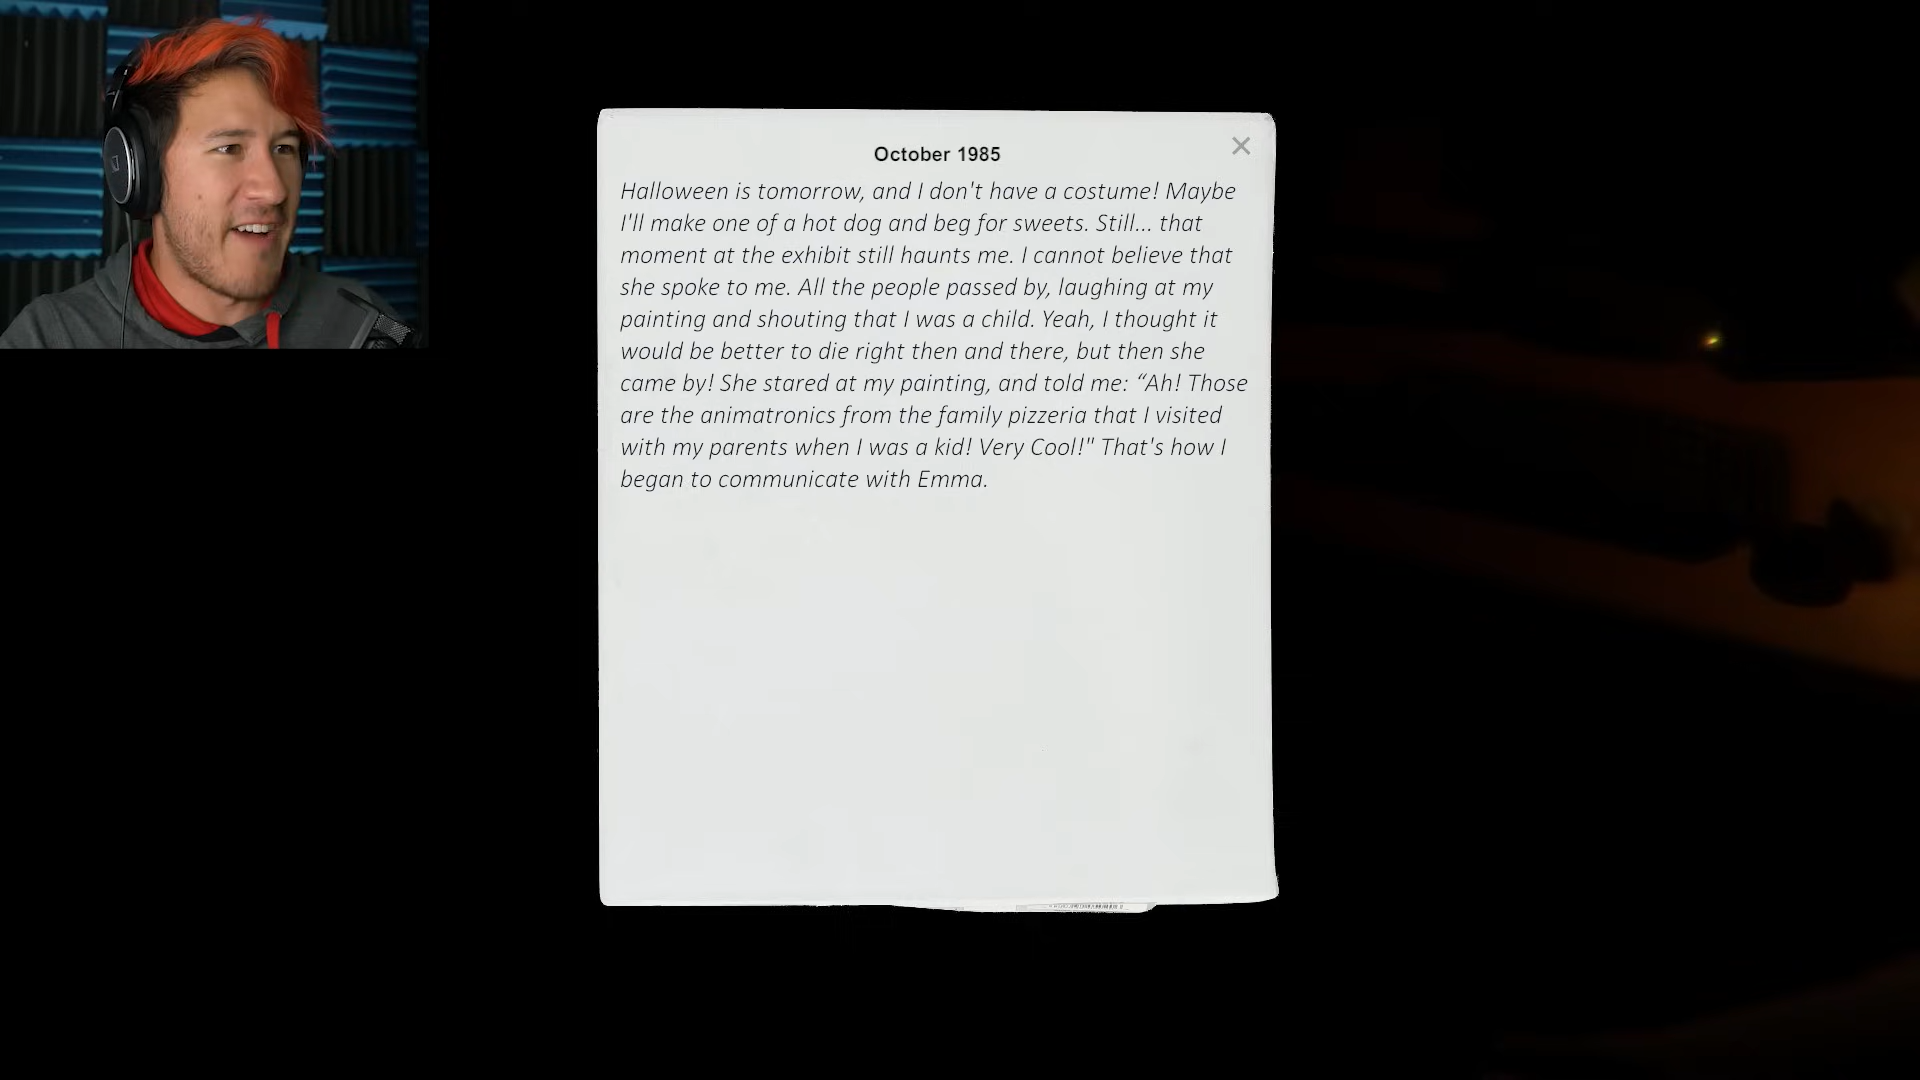 October 1985
Halloween is tomorrow, and I don't have a costume! Maybe
I'll make one of a hot dog and beg for sweets. Still... that
moment at the exhibit still haunts me. I cannot believe that
she spoke to me. All the people passed by, laughing at my
painting and shouting that I was a child. Yeah, I thought it
would be better to die right then and there, but then she
came by! She stared at my painting, and told me: “Ah! Those
are the animatronics from the family pizzeria that I visited
with my parents when I was a kid! Very Cool!" That's how I
began to communicate with Emma.